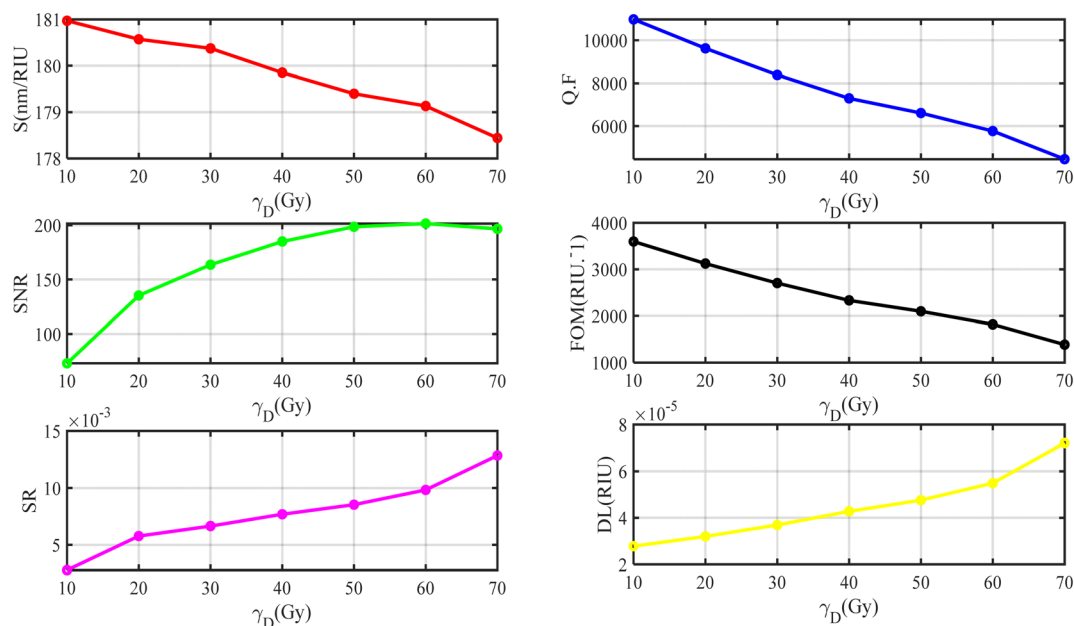 S(nm/RIU)
181
180
179
178
10 20 30 40 50 60 70
γD(Gy)
Q.F
10000
8000
6000
10 20 30 40 50 60 70
γD(Gy)
SNR
200
150
100
10 20 30 40 50 60 70
γD(Gy)
FOM(RIU.-1)
4000
3000
2000
1000
10 20 30 40 50 60 70
γD(Gy)
×10-3
SR
15
10
5
10 20 30 40 50 60 70
γD(Gy)
×10-5
DL(RIU)
8
6
4
2
10 20 30 40 50 60 70
γD(Gy)